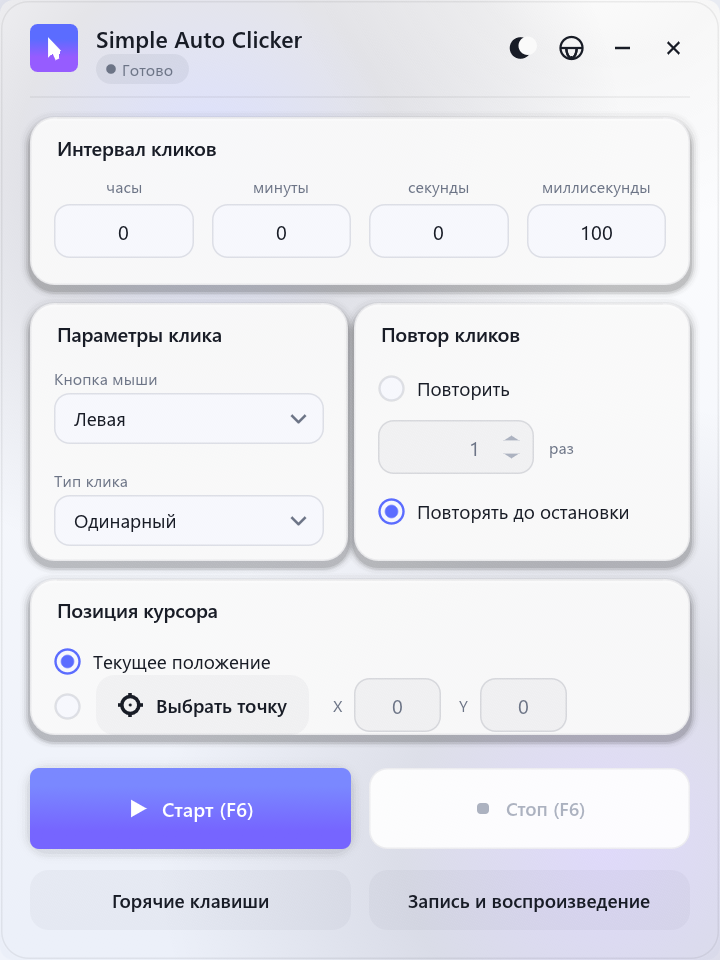 Simple Auto Clicker
Готово
Интервал кликов
часы минуты секунды миллисекунды
0 0 0 100
Параметры клика
Кнопка мыши
Левая
Тип клика
Одинарный
Повтор кликов
Повторить
1 раз
Повторять до остановки
Позиция курсора
Текущее положение
Выбрать точку X 0 Y 0
Старт (F6) Стоп (F6)
Горячие клавиши Запись и воспроизведение